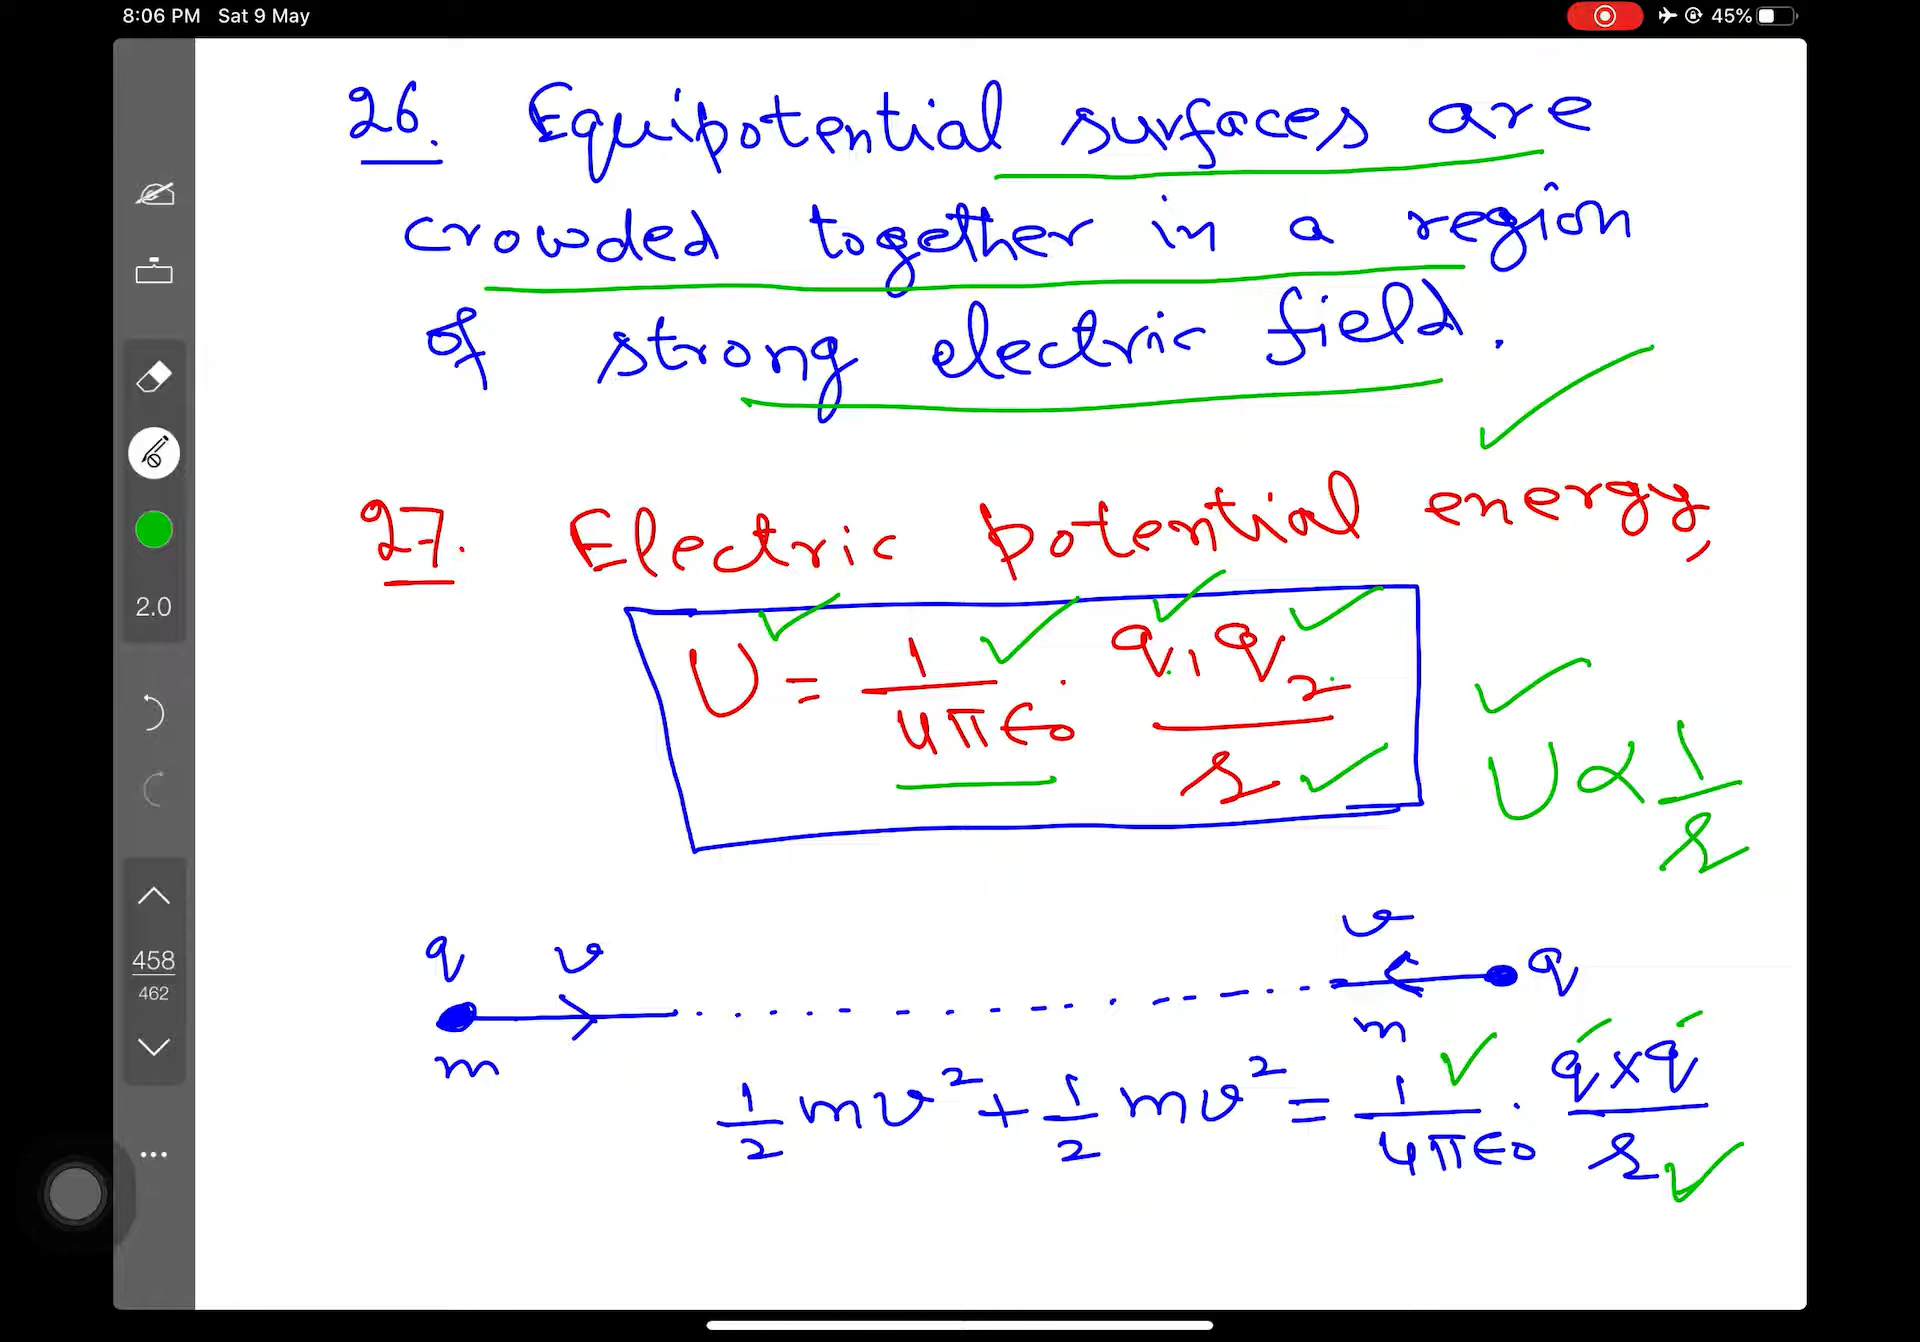 8:06 PM Sat 9 May
45%
26. Equipotential surfaces are
crowded together in a region
of strong electric field.
27. Electric potential energy,
U = 1/4πϵ₀ · q₁q₂/r
U ∝ 1/r
q v v q
m m
1/2 mv² + 1/2 mv² = 1/4πϵ₀ · q×q/r
2.0
458
462